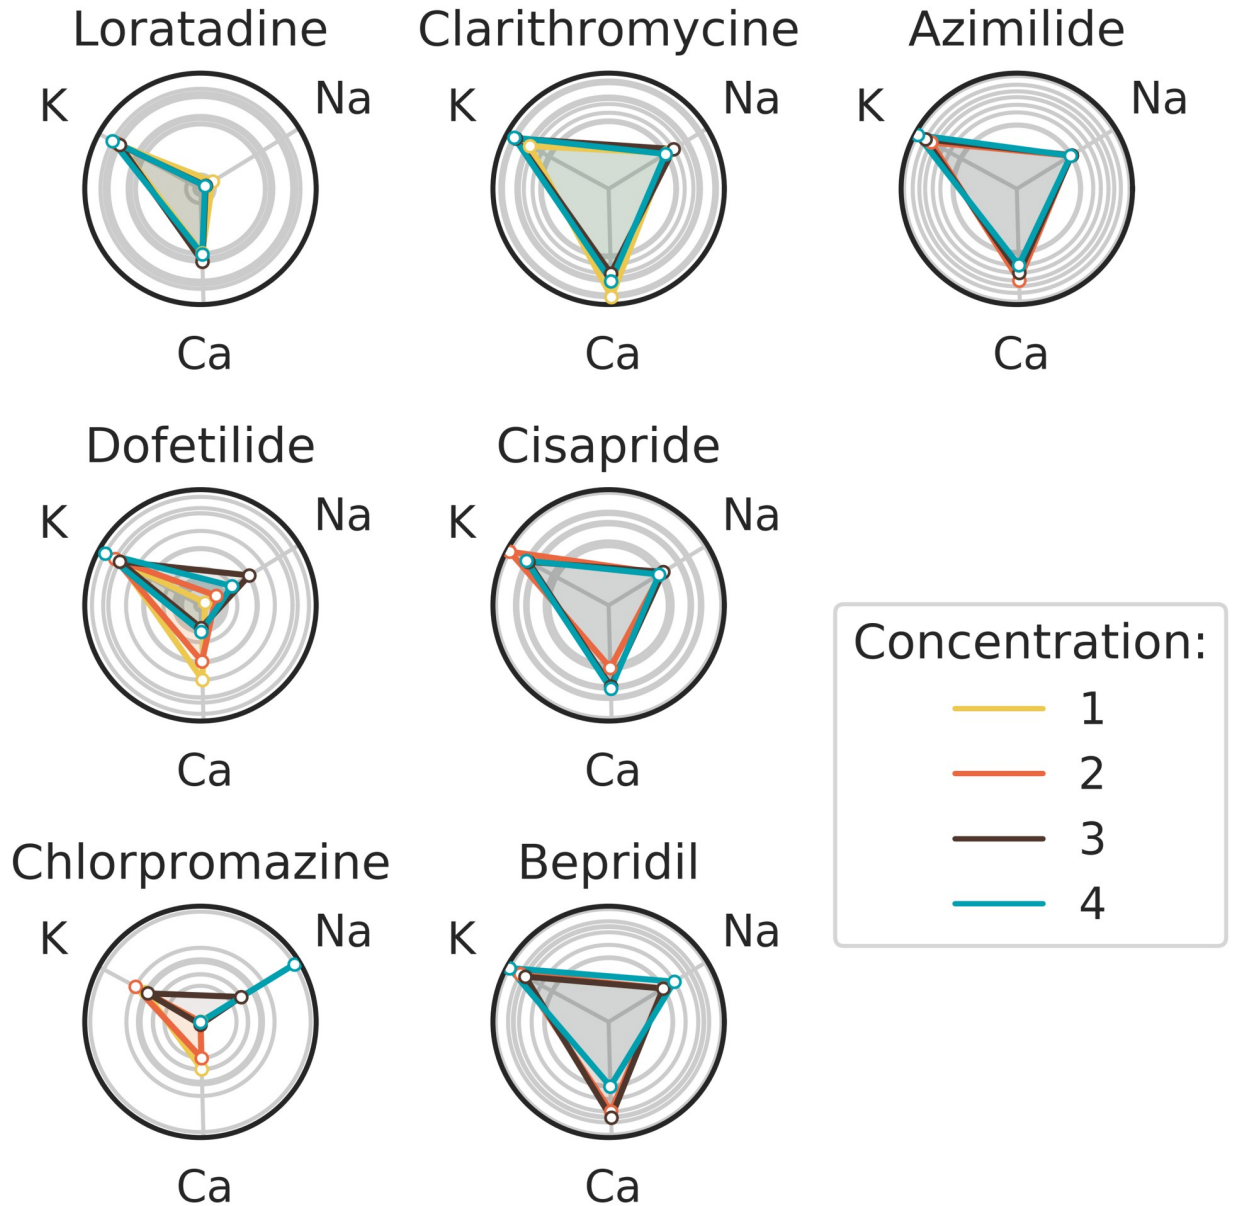 Loratadine
K
Na
Ca
Clarithromycine
K
Na
Ca
Azimilide
K
Na
Ca
Dofetilide
K
Na
Ca
Cisapride
K
Na
Ca
Chlorpromazine
K
Na
Ca
Bepridil
K
Na
Ca
Concentration:
1
2
3
4